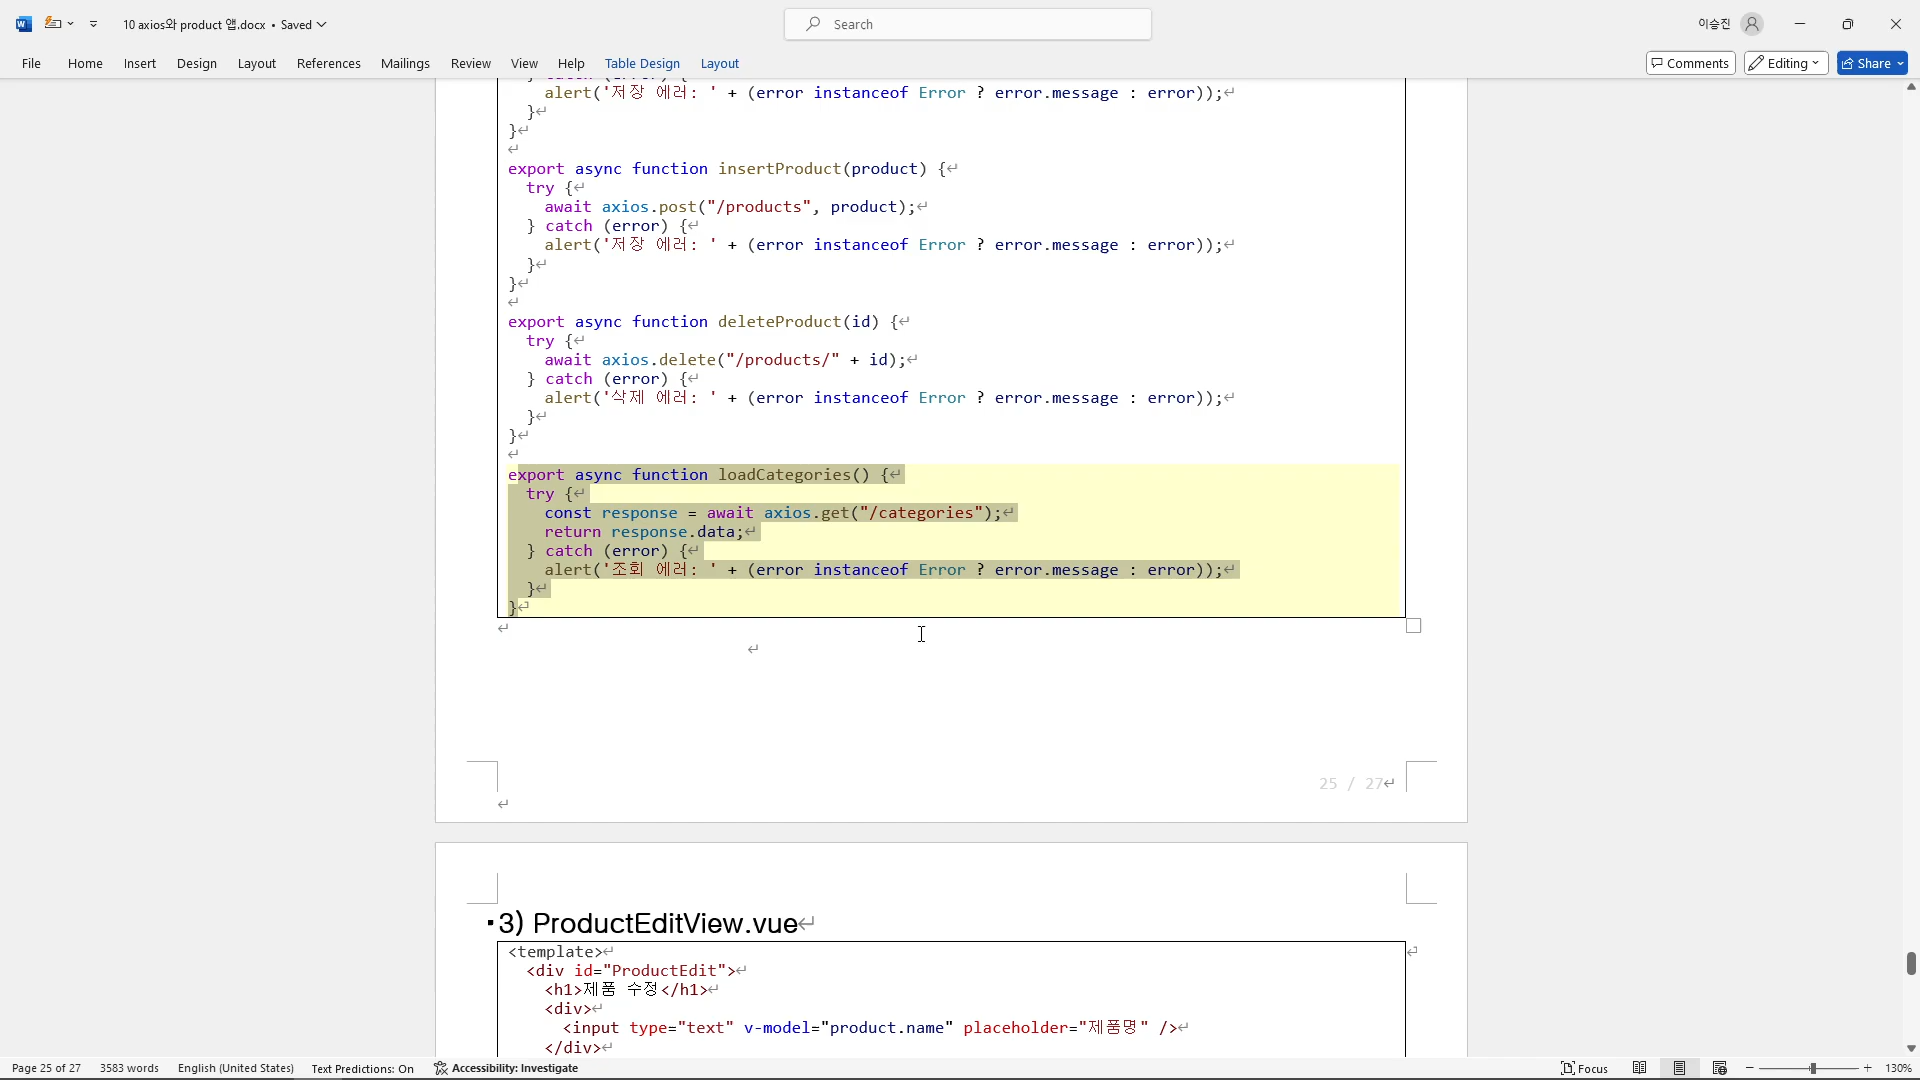 10 axios와 product 앱.docx • Saved
Search
이승진
File Home Insert Design Layout References Mailings Review View Help Table Design Layout
Comments Editing Share
} catch (error) {↵
alert('저장 에러: ' + (error instanceof Error ? error.message : error));↵
}↵
}↵
↵
export async function insertProduct(product) {↵
try {↵
await axios.post("/products", product);↵
} catch (error) {↵
alert('저장 에러: ' + (error instanceof Error ? error.message : error));↵
}↵
}↵
↵
export async function deleteProduct(id) {↵
try {↵
await axios.delete("/products/" + id);↵
} catch (error) {↵
alert('삭제 에러: ' + (error instanceof Error ? error.message : error));↵
}↵
}↵
↵
export async function loadCategories() {↵
try {↵
const response = await axios.get("/categories");↵
return response.data;↵
} catch (error) {↵
alert('조회 에러: ' + (error instanceof Error ? error.message : error));↵
}↵
}↵
↵
↵
25 / 27↵
↵
3) ProductEditView.vue↵
<template>↵
<div id="ProductEdit">↵
<h1>제품 수정</h1>↵
<div>↵
<input type="text" v-model="product.name" placeholder="제품명" />↵
</div>↵
Page 25 of 27 3583 words English (United States) Text Predictions: On Accessibility: Investigate Focus 130%